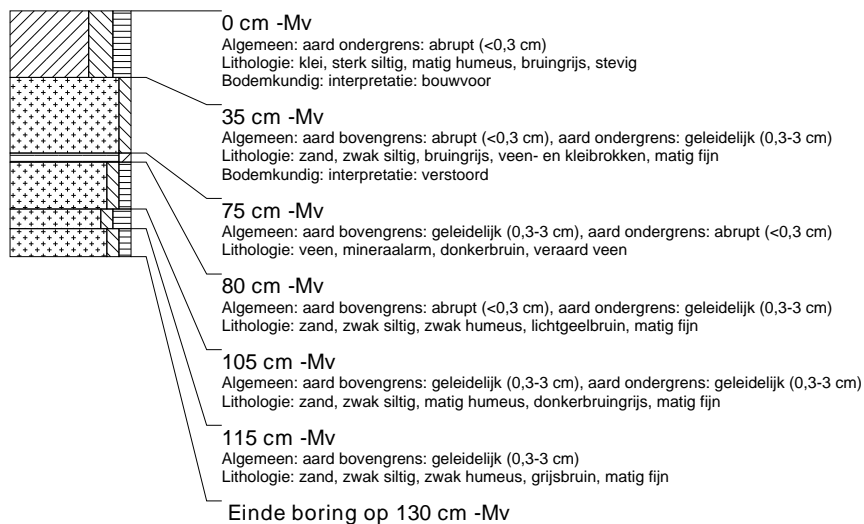 0 cm -Mv
Algemeen: aard ondergrens: abrupt (<0,3 cm)
Lithologie: klei, sterk siltig, matig humeus, bruingrijs, stevig
Bodemkundig: interpretatie: bouwvoor
35 cm -Mv
Algemeen: aard bovengrens: abrupt (<0,3 cm), aard ondergrens: geleidelijk (0,3-3 cm)
Lithologie: zand, zwak siltig, bruingrijs, veen- en kleibrokken, matig fijn
Bodemkundig: interpretatie: verstoord
75 cm -Mv
Algemeen: aard bovengrens: geleidelijk (0,3-3 cm), aard ondergrens: abrupt (<0,3 cm)
Lithologie: veen, mineraalarm, donkerbruin, veraard veen
80 cm -Mv
Algemeen: aard bovengrens: abrupt (<0,3 cm), aard ondergrens: geleidelijk (0,3-3 cm)
Lithologie: zand, zwak siltig, zwak humeus, lichtgeelbruin, matig fijn
105 cm -Mv
Algemeen: aard bovengrens: geleidelijk (0,3-3 cm), aard ondergrens: geleidelijk (0,3-3 cm)
Lithologie: zand, zwak siltig, matig humeus, donkerbruingrijs, matig fijn
115 cm -Mv
Algemeen: aard bovengrens: geleidelijk (0,3-3 cm)
Lithologie: zand, zwak siltig, zwak humeus, grijsbruin, matig fijn
Einde boring op 130 cm -Mv